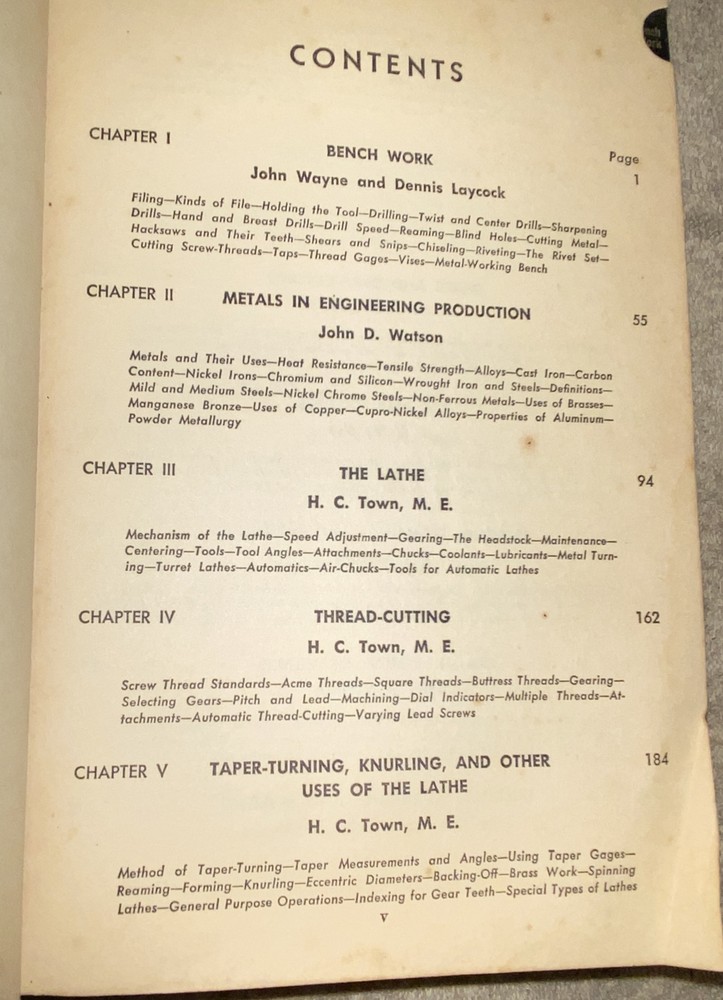 CONTENTS
CHAPTER I
BENCH WORK
Page
John Wayne and Dennis Laycock
1
Filing—Kinds of File—Holding the Tool—Drilling—Twist and Center Drills—Sharpening
Drills—Hand and Breast Drills—Drill Speed—Reaming—Blind Holes—Cutting Metal—
Hacksaws and Their Teeth—Shears and Snips—Chiseling—Riveting—The Rivet Set—
Cutting Screw-Threads—Taps—Thread Gages—Vises—Metal-Working Bench
CHAPTER II
METALS IN ENGINEERING PRODUCTION
55
John D. Watson
Metals and Their Uses—Heat Resistance—Tensile Strength—Alloys—Cast Iron—Carbon
Content—Nickel Irons—Chromium and Silicon—Wrought Iron and Steels—Definitions—
Mild and Medium Steels—Nickel Chrome Steels—Non-Ferrous Metals—Uses of Brasses—
Manganese Bronze—Uses of Copper—Cupro-Nickel Alloys—Properties of Aluminum—
Powder Metallurgy
CHAPTER III
THE LATHE
94
H. C. Town, M. E.
Mechanism of the Lathe—Speed Adjustment—Gearing—The Headstock—Maintenance—
Centering—Tools—Tool Angles—Attachments—Chucks—Coolants—Lubricants—Metal Turn-
ing—Turret Lathes—Automatics—Air-Chucks—Tools for Automatic Lathes
CHAPTER IV
THREAD-CUTTING
162
H. C. Town, M. E.
Screw Thread Standards—Acme Threads—Square Threads—Buttress Threads—Gearing—
Selecting Gears—Pitch and Lead—Machining—Dial Indicators—Multiple Threads—At-
tachments—Automatic Thread-Cutting—Varying Lead Screws
CHAPTER V
TAPER-TURNING, KNURLING, AND OTHER
184
USES OF THE LATHE
H. C. Town, M. E.
Method of Taper-Turning—Taper Measurements and Angles—Using Taper Gages—
Reaming—Forming—Knurling—Eccentric Diameters—Backing-Off—Brass Work—Spinning
Lathes—General Purpose Operations—Indexing for Gear Teeth—Special Types of Lathes
V